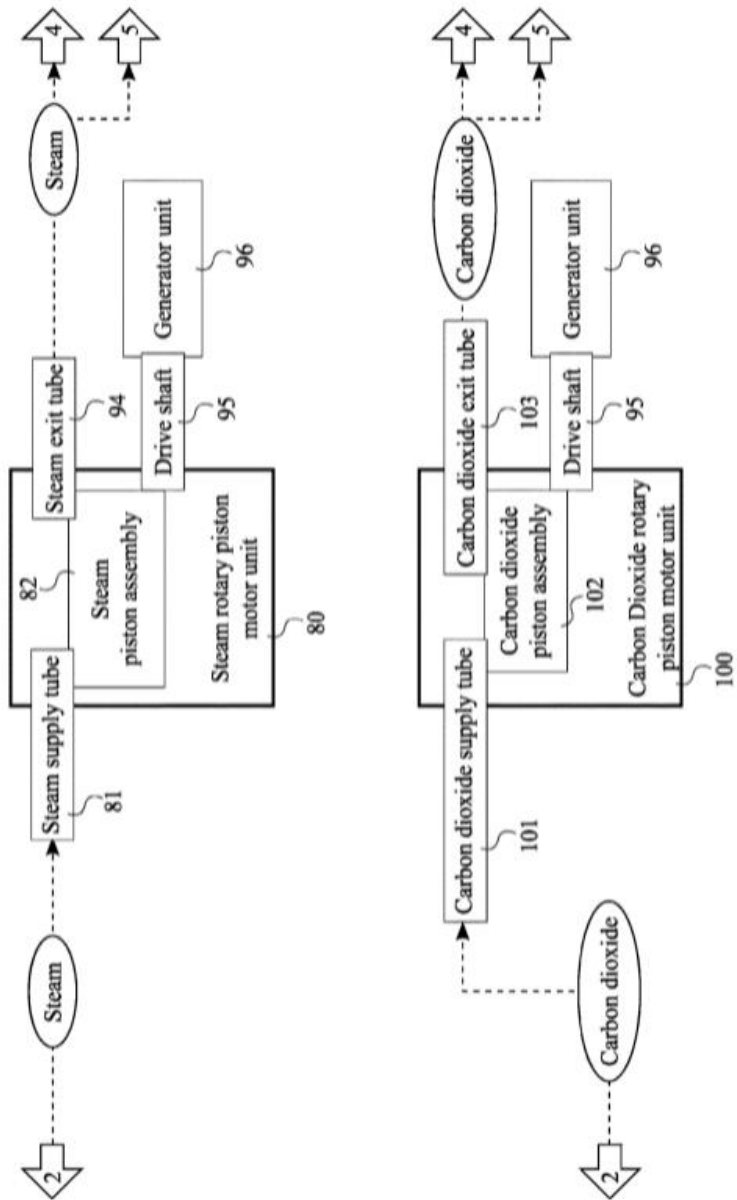 2
Steam
Steam supply tube
81
82
Steam
piston assembly
Steam rotary piston
motor unit
80
Steam exit tube
94
Drive shaft
95
Generator unit
96
Steam
4
5
2
Carbon dioxide
Carbon dioxide supply tube
101
Carbon dioxide
piston assembly
102
Carbon Dioxide rotary
piston motor unit
100
Carbon dioxide exit tube
103
Drive shaft
95
Generator unit
96
Carbon dioxide
4
5